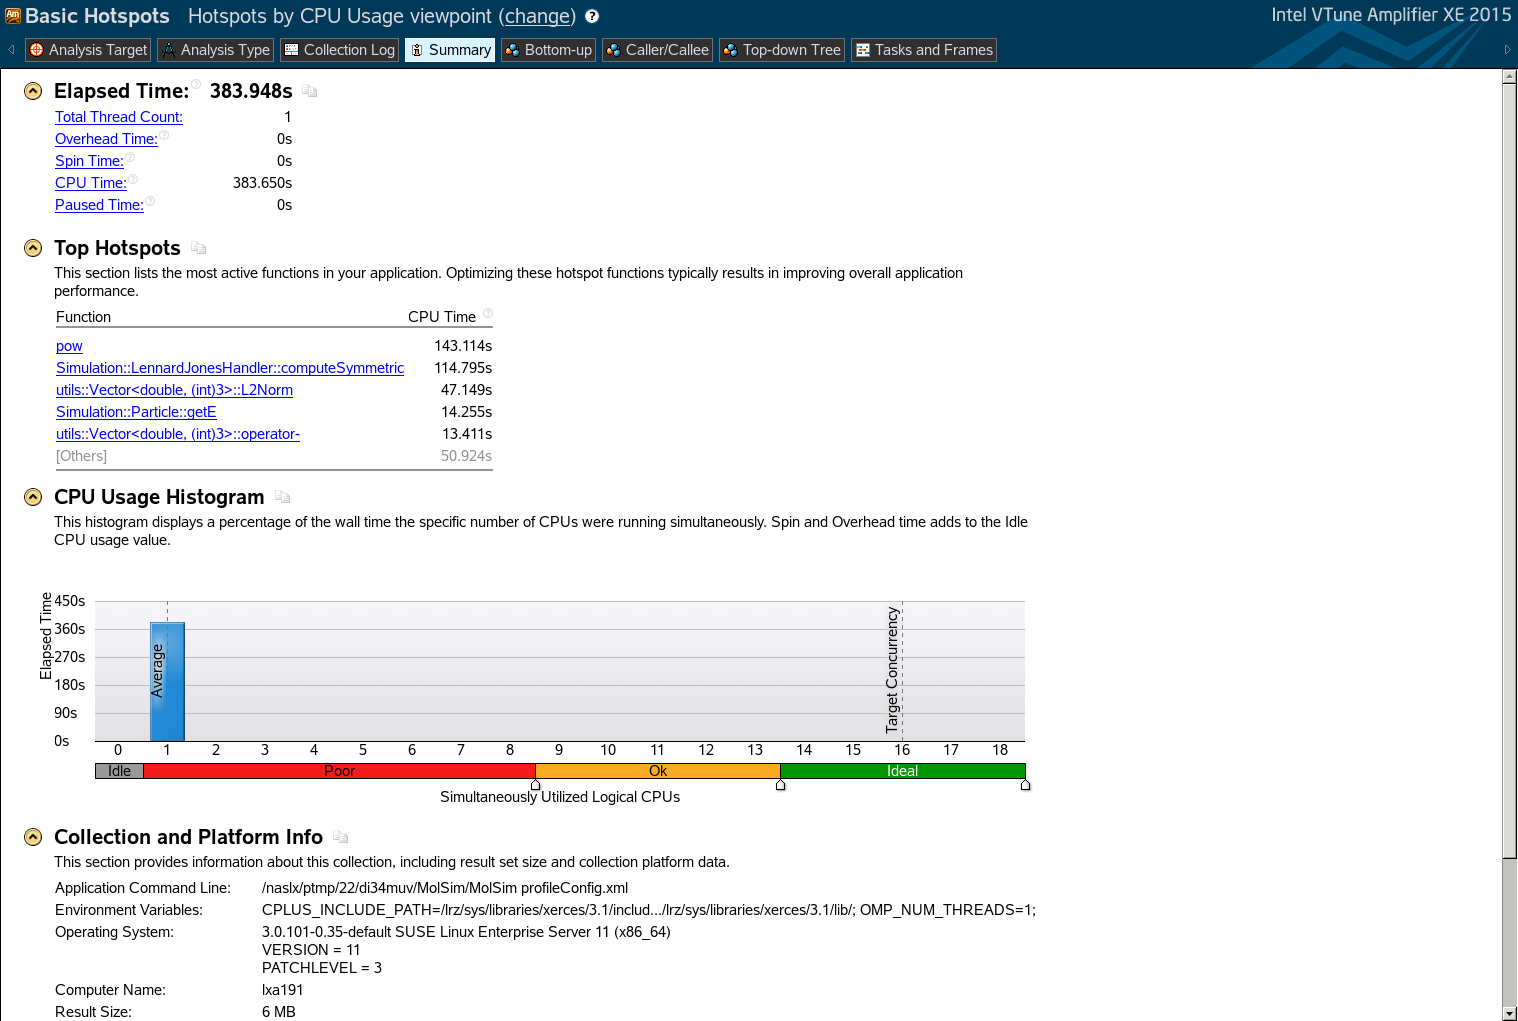 Basic Hotspots Hotspots by CPU Usage viewpoint (change) ? Intel VTune Amplifier XE 2015
Analysis Target Analysis Type Collection Log Summary Bottom-up Caller/Callee Top-down Tree Tasks and Frames
Elapsed Time: 383.948s
Total Thread Count: 1
Overhead Time: 0s
Spin Time: 0s
CPU Time: 383.650s
Paused Time: 0s
Top Hotspots
This section lists the most active functions in your application. Optimizing these hotspot functions typically results in improving overall application
performance.
Function CPU Time
pow 143.114s
Simulation::LennardJonesHandler::computeSymmetric 114.795s
utils::Vector<double, (int)3>::L2Norm 47.149s
Simulation::Particle::getE 14.255s
utils::Vector<double, (int)3>::operator- 13.411s
[Others] 50.924s
CPU Usage Histogram
This histogram displays a percentage of the wall time the specific number of CPUs were running simultaneously. Spin and Overhead time adds to the Idle
CPU usage value.
Elapsed Time
450s
360s
270s
180s
90s
0s
Average
Target Concurrency
0 1 2 3 4 5 6 7 8 9 10 11 12 13 14 15 16 17 18
Idle Poor Ok Ideal
Simultaneously Utilized Logical CPUs
Collection and Platform Info
This section provides information about this collection, including result set size and collection platform data.
Application Command Line: /naslx/ptmp/22/di34muv/MolSim/MolSim profileConfig.xml
Environment Variables: CPLUS_INCLUDE_PATH=/lrz/sys/libraries/xerces/3.1/includ.../lrz/sys/libraries/xerces/3.1/lib/; OMP_NUM_THREADS=1;
Operating System: 3.0.101-0.35-default SUSE Linux Enterprise Server 11 (x86_64)
VERSION = 11
PATCHLEVEL = 3
Computer Name: lxa191
Result Size: 6 MB